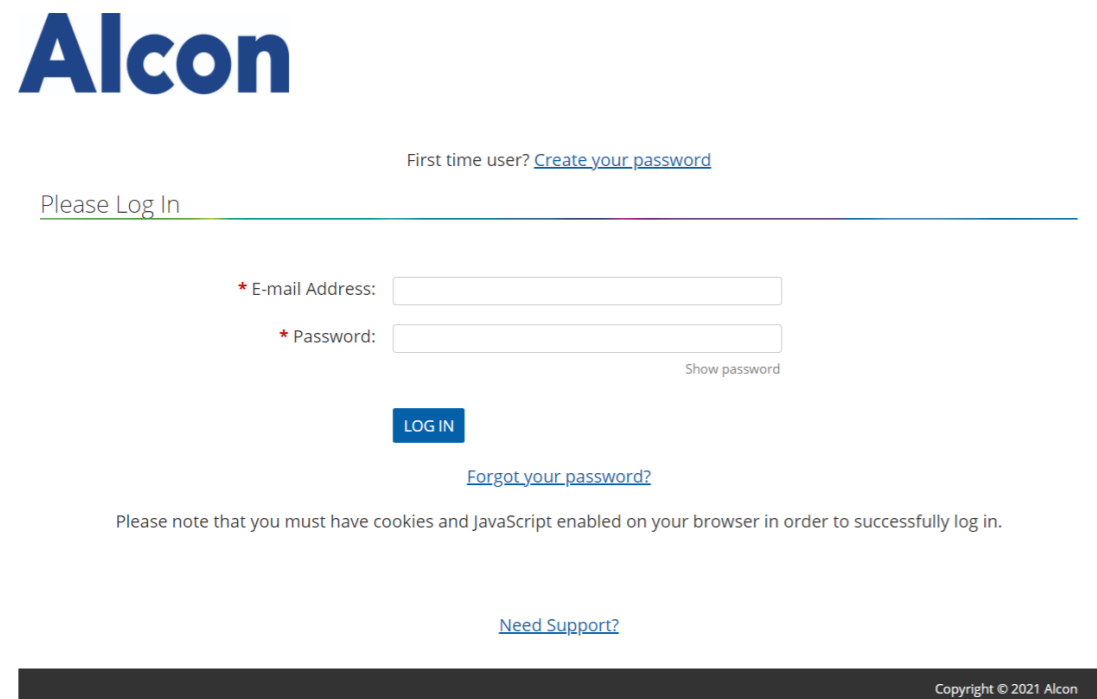 Alcon
First time user? Create your password
Please Log In
* E-mail Address:
* Password:
Show password
LOG IN
Forgot your password?
Please note that you must have cookies and JavaScript enabled on your browser in order to successfully log in.
Need Support?
Copyright © 2021 Alcon